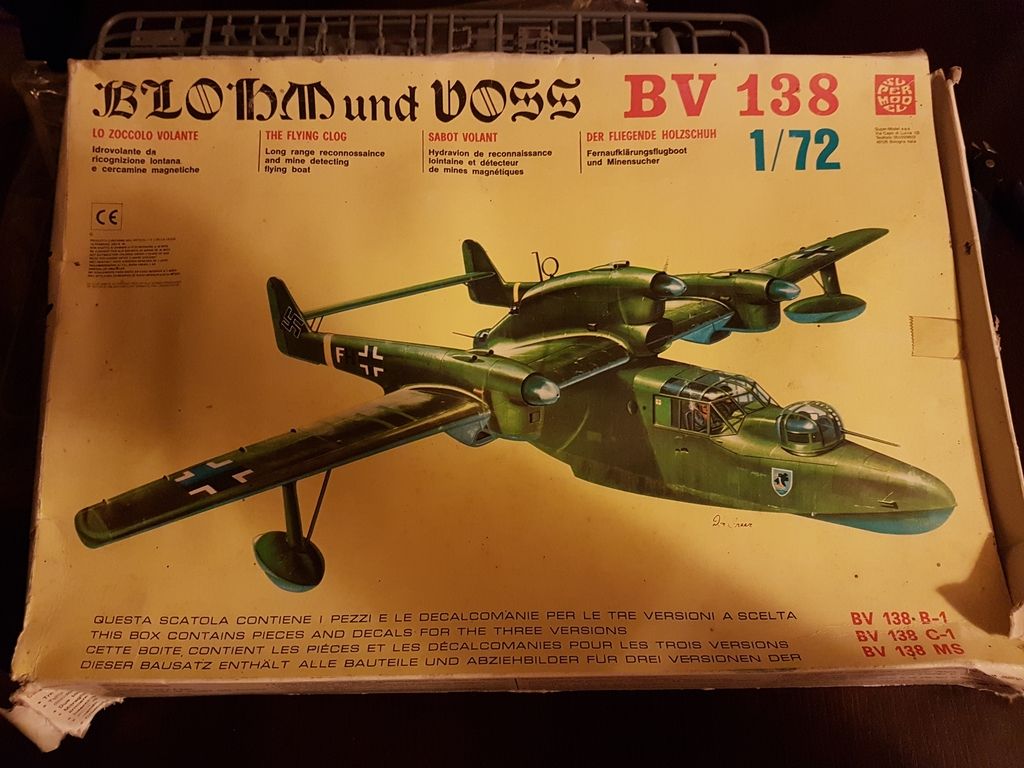 BLOHM und VOSS
BV 138
1/72
SUPER
MODEL
LO ZOCCOLO VOLANTE
Idrovolante da
ricognizione lontana
e cercamine magnetiche
THE FLYING CLOG
Long range reconnossaince
and mine detecting
flying boat
SABOT VOLANT
Hydravion de reconnaissance
lointaine et détecteur
de mines magnétiques
DER FLIEGENDE HOLZSCHUH
Fernaufklärungsflugboot
und Minensucher
CE
F
QUESTA SCATOLA CONTIENE I PEZZI E LE DECALCOMANIE PER LE TRE VERSIONI A SCELTA
THIS BOX CONTAINS PIECES AND DECALS FOR THE THREE VERSIONS
CETTE BOITE CONTIENT LES PIÈCES ET LES DÉCALCOMANIES POUR LES TROIS VERSIONS
DIESER BAUSATZ ENTHÄLT ALLE BAUTEILE UND ABZIEHBILDER FÜR DREI VERSIONEN DER
BV 138-B-1
BV 138 C-1
BV 138 MS